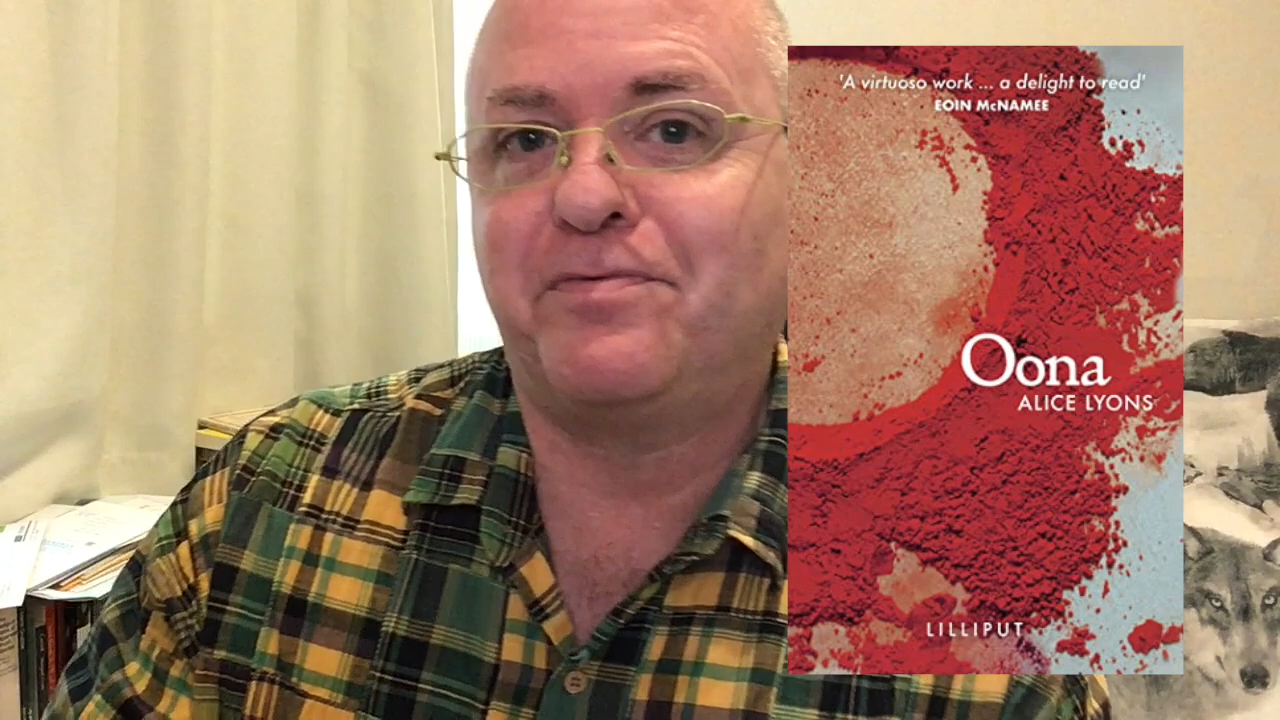 'A virtuoso work ... a delight to read'
EOIN McNAMEE
Oona
ALICE LYONS
LILLIPUT